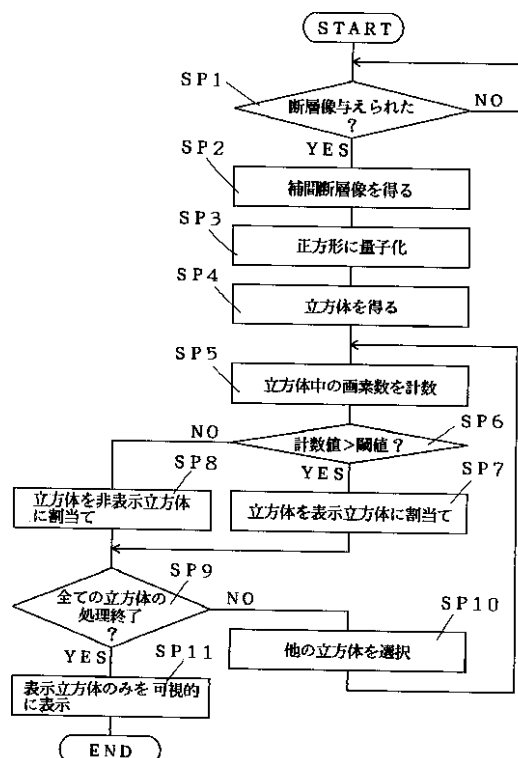 START
SP1
断層像与えられた
?
NO
YES
SP2
補間断層像を得る
SP3
正方形に量子化
SP4
立方体を得る
SP5
立方体中の画素数を計数
SP6
計数値>閾値?
NO
YES
SP8
立方体を非表示立方体
に割当て
SP7
立方体を表示立方体に割当て
SP9
全ての立方体の
処理終了
?
NO
YES
SP10
他の立方体を選択
SP11
表示立方体のみを可視的
に表示
END